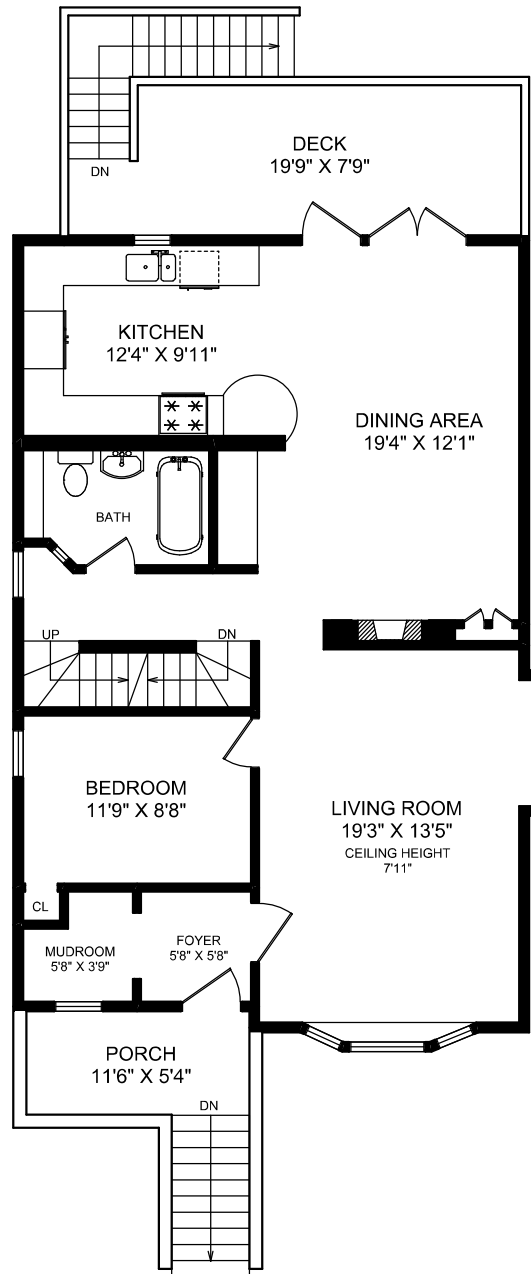 DECK
19'9" X 7'9"
DN
KITCHEN
12'4" X 9'11"
DINING AREA
19'4" X 12'1"
BATH
UP
DN
BEDROOM
11'9" X 8'8"
LIVING ROOM
19'3" X 13'5"
CEILING HEIGHT
7'11"
CL
MUDROOM
5'8" X 3'9"
FOYER
5'8" X 5'8"
PORCH
11'6" X 5'4"
DN